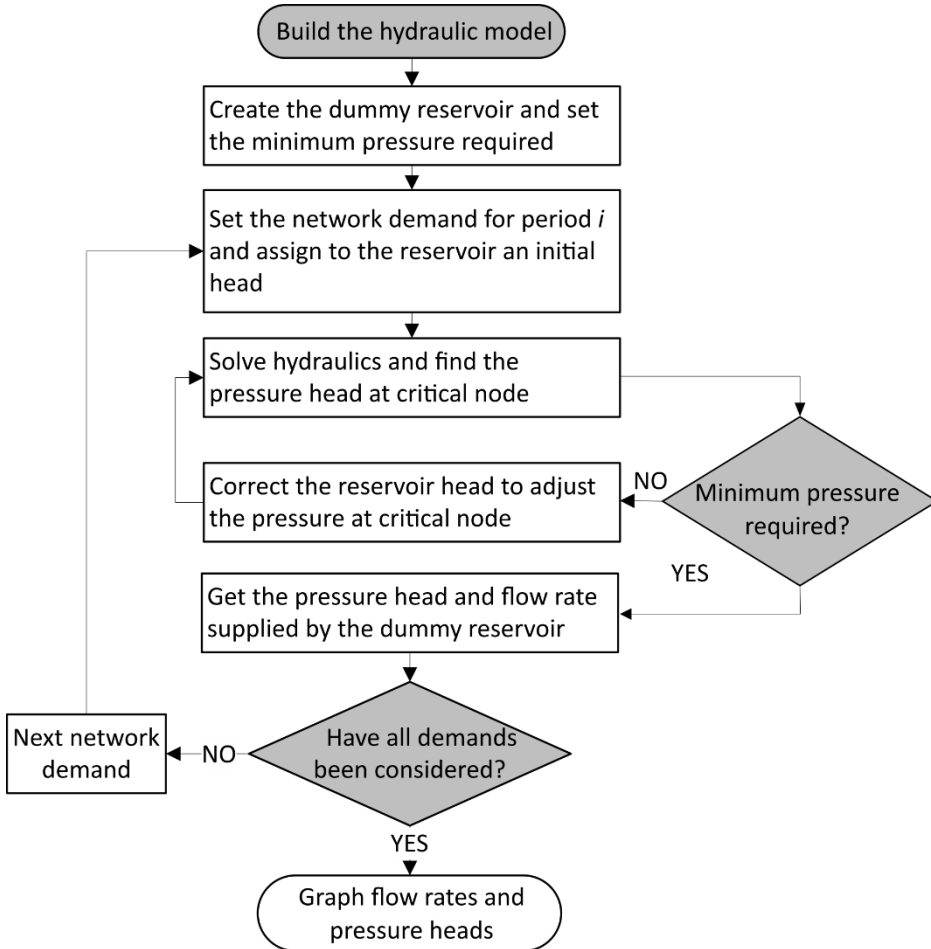 Build the hydraulic model
Create the dummy reservoir and set
the minimum pressure required
Set the network demand for period i
and assign to the reservoir an initial
head
Solve hydraulics and find the
pressure head at critical node
Minimum pressure
required?
NO
Correct the reservoir head to adjust
the pressure at critical node
YES
Get the pressure head and flow rate
supplied by the dummy reservoir
Have all demands
been considered?
NO
Next network
demand
YES
Graph flow rates and
pressure heads